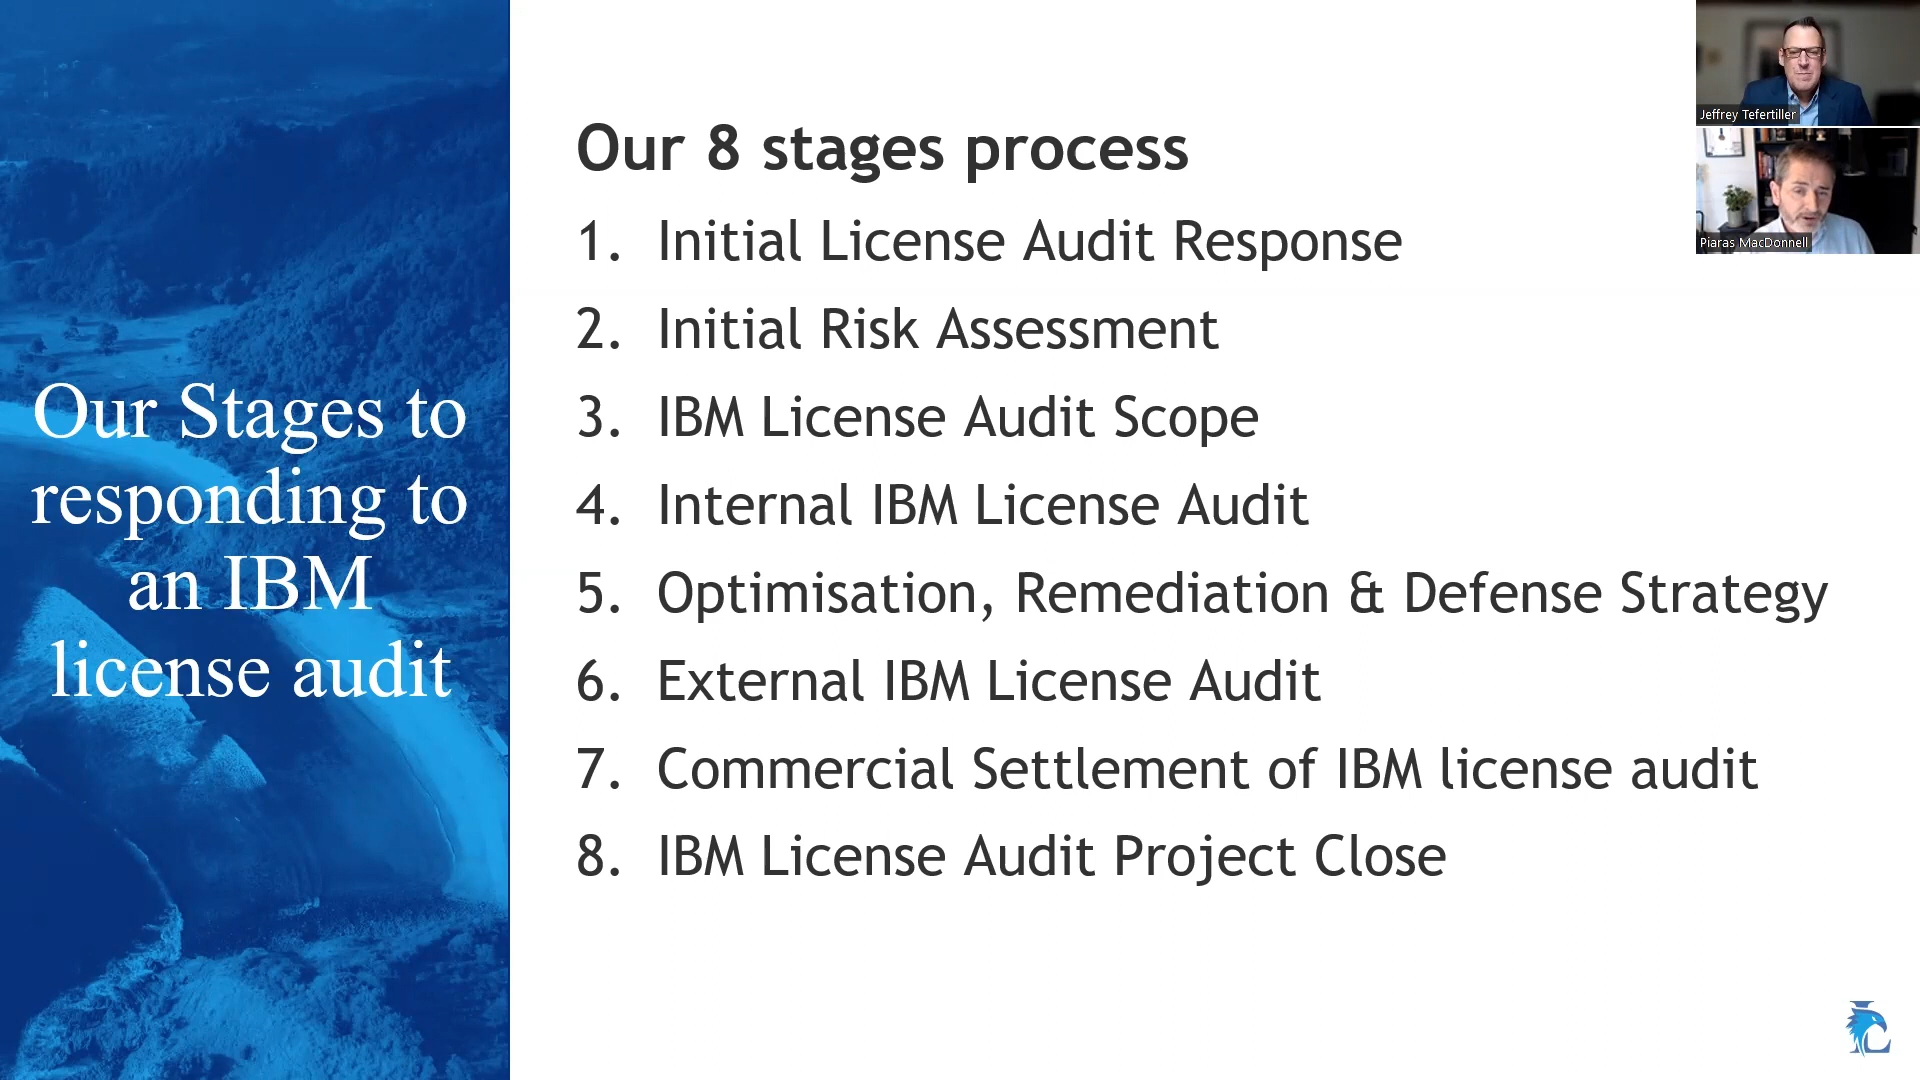 Our Stages to
responding to
an IBM
license audit
Our 8 stages process
1. Initial License Audit Response
2. Initial Risk Assessment
3. IBM License Audit Scope
4. Internal IBM License Audit
5. Optimisation, Remediation & Defense Strategy
6. External IBM License Audit
7. Commercial Settlement of IBM license audit
8. IBM License Audit Project Close
Jeffrey Tefertiller
Piaras MacDonnell